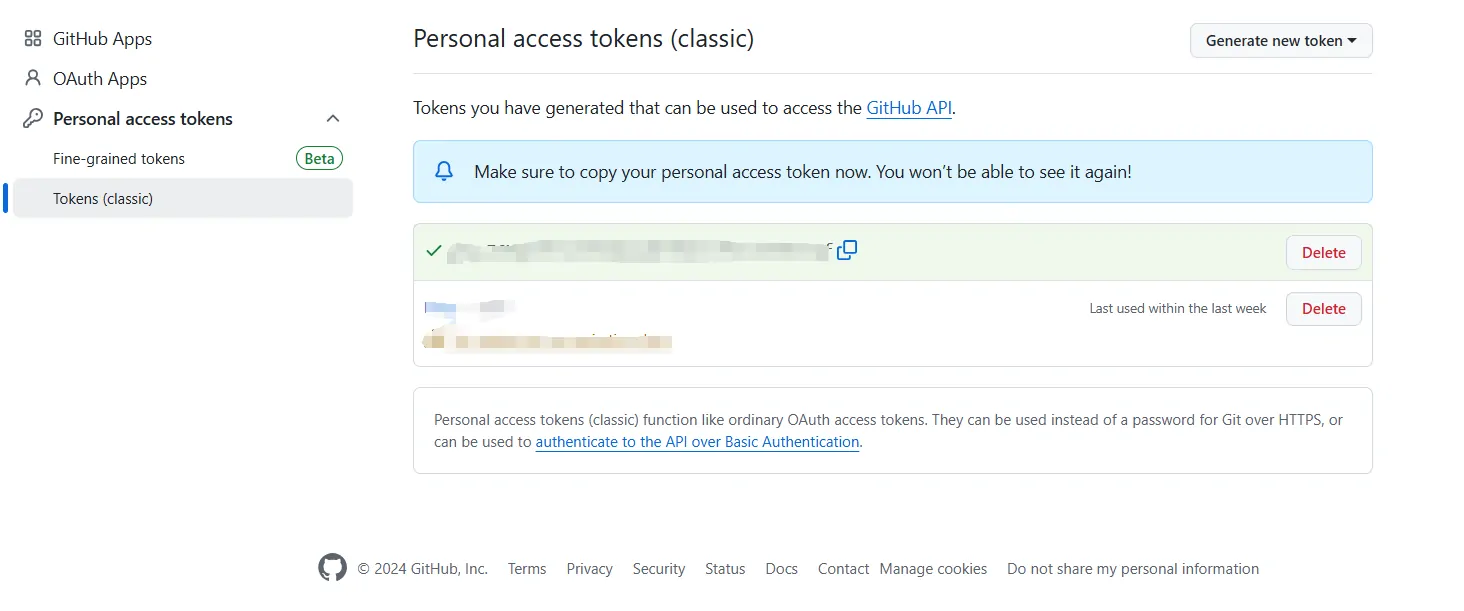 GitHub Apps
OAuth Apps
Personal access tokens
Fine-grained tokens Beta
Tokens (classic)
Personal access tokens (classic)
Generate new token
Tokens you have generated that can be used to access the GitHub API.
Make sure to copy your personal access token now. You won’t be able to see it again!
Delete
Last used within the last week Delete
Personal access tokens (classic) function like ordinary OAuth access tokens. They can be used instead of a password for Git over HTTPS, or
can be used to authenticate to the API over Basic Authentication.
© 2024 GitHub, Inc. Terms Privacy Security Status Docs Contact Manage cookies Do not share my personal information